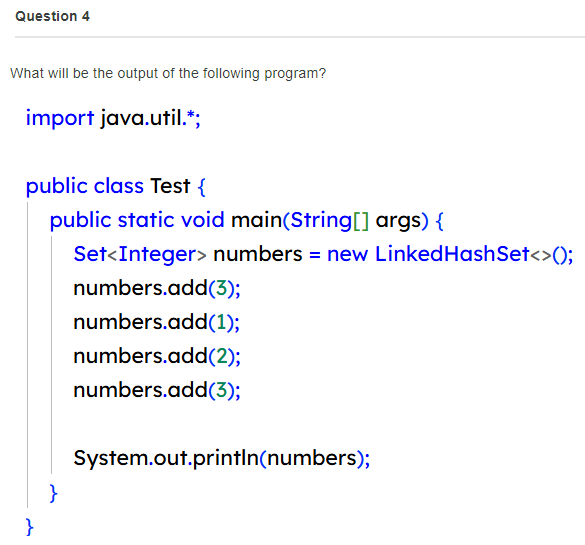 Question 4
What will be the output of the following program?
import java.util.*;
public class Test {
public static void main(String[] args) {
Set<Integer> numbers = new LinkedHashSet<>();
numbers.add(3);
numbers.add(1);
numbers.add(2);
numbers.add(3);
System.out.println(numbers);
}
}